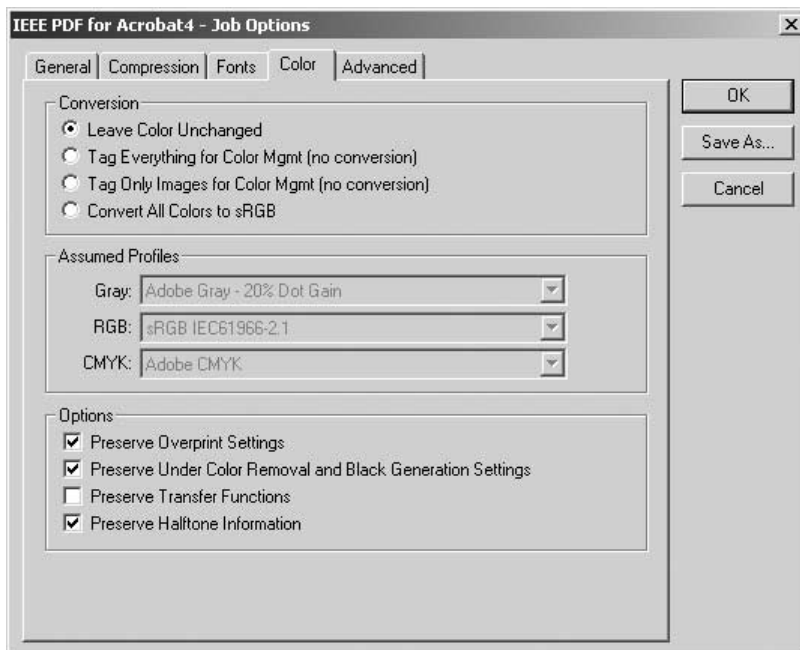 IEEE PDF for Acrobat4 - Job Options
General Compression Fonts Color Advanced
Conversion
Leave Color Unchanged
Tag Everything for Color Mgmt (no conversion)
Tag Only Images for Color Mgmt (no conversion)
Convert All Colors to sRGB
Assumed Profiles
Gray: Adobe Gray - 20% Dot Gain
RGB: sRGB IEC61966-2.1
CMYK: Adobe CMYK
Options
Preserve Overprint Settings
Preserve Under Color Removal and Black Generation Settings
Preserve Transfer Functions
Preserve Halftone Information
OK
Save As...
Cancel